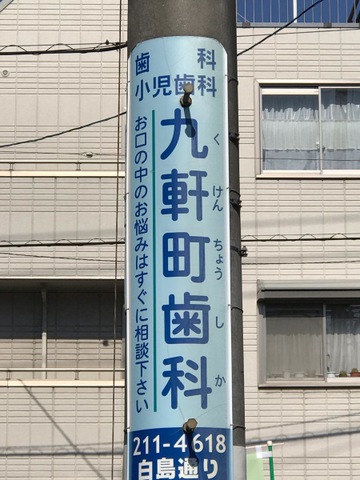 歯科
小児歯科
九軒町歯科
くけんちょうしか
お口の中のお悩みはすぐに相談下さい
211-4618
白島通り